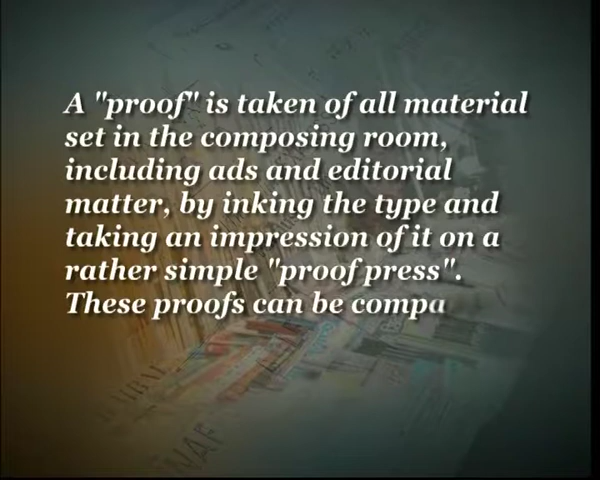 A "proof" is taken of all material
set in the composing room,
including ads and editorial
matter, by inking the type and
taking an impression of it on a
rather simple "proof press".
These proofs can be compa